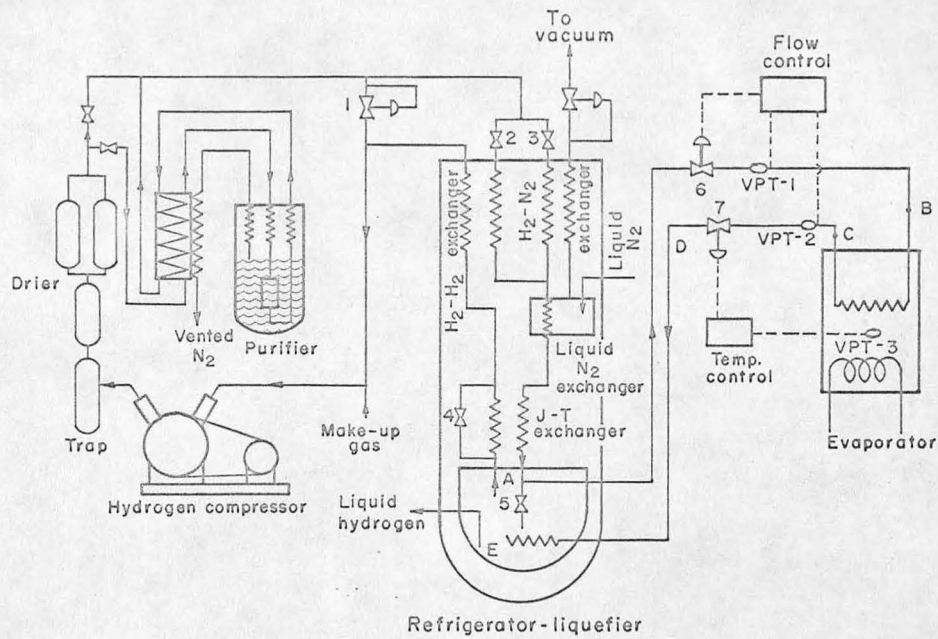 To
vacuum
Flow
control
1
2
3
6
VPT-1
B
7
D
VPT-2
C
H2-H2 exchanger
H2-N2
exchanger
Liquid
N2
Drier
Vented
N2
Purifier
Liquid
N2 exchanger
Temp.
control
VPT-3
4
J-T
exchanger
Trap
Make-up
gas
Evaporator
A
5
Hydrogen compressor
Liquid
hydrogen
E
Refrigerator-liquefier